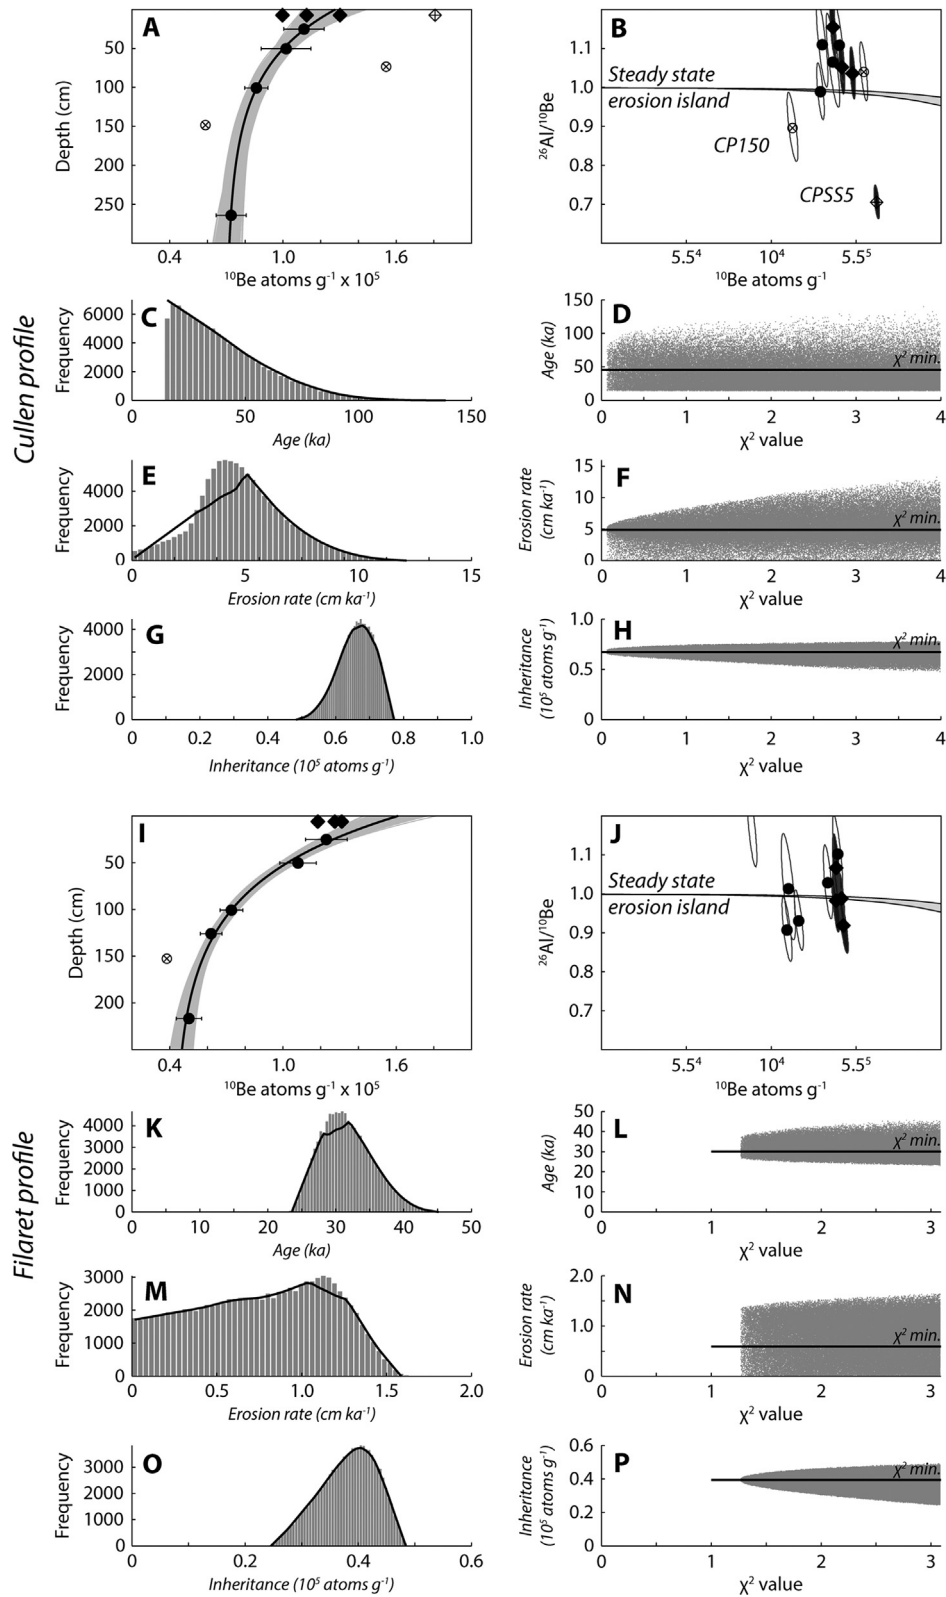 Cullen profile
A
50
100
150
200
250
Depth (cm)
0.4
1.0
1.6
¹⁰Be atoms g⁻¹ x 10⁵
B
1.1
1.0
0.9
0.8
0.7
²⁶Al/¹⁰Be
Steady state
erosion island
CP150
CPSS5
5.5⁴
10⁴
5.5⁵
¹⁰Be atoms g⁻¹
C
6000
4000
2000
0
Frequency
0
50
100
150
Age (ka)
D
150
100
50
0
Age (ka)
χ² min.
0
1
2
3
4
χ² value
E
4000
2000
0
Frequency
0
5
10
15
Erosion rate (cm ka⁻¹)
F
15
10
5
0
Erosion rate
(cm ka⁻¹)
χ² min.
0
1
2
3
4
χ² value
G
4000
2000
0
Frequency
0
0.2
0.4
0.6
0.8
1.0
Inheritance (10⁵ atoms g⁻¹)
H
1.0
0.5
0
Inheritance
(10⁵ atoms g⁻¹)
χ² min.
0
1
2
3
4
χ² value
Filaret profile
I
50
100
150
200
Depth (cm)
0.4
1.0
1.6
¹⁰Be atoms g⁻¹ x 10⁵
J
1.1
1.0
0.9
0.8
0.7
²⁶Al/¹⁰Be
Steady state
erosion island
5.5⁴
10⁴
5.5⁵
¹⁰Be atoms g⁻¹
K
4000
3000
2000
1000
0
Frequency
0
10
20
30
40
50
Age (ka)
L
50
40
30
20
10
0
Age (ka)
χ² min.
0
1
2
3
χ² value
M
3000
2000
1000
0
Frequency
0
0.5
1.0
1.5
2.0
Erosion rate (cm ka⁻¹)
N
2.0
1.0
0
Erosion rate
(cm ka⁻¹)
χ² min.
0
1
2
3
χ² value
O
3000
2000
1000
0
Frequency
0
0.2
0.4
0.6
Inheritance (10⁵ atoms g⁻¹)
P
0.6
0.4
0.2
0
Inheritance
(10⁵ atoms g⁻¹)
χ² min.
0
1
2
3
χ² value